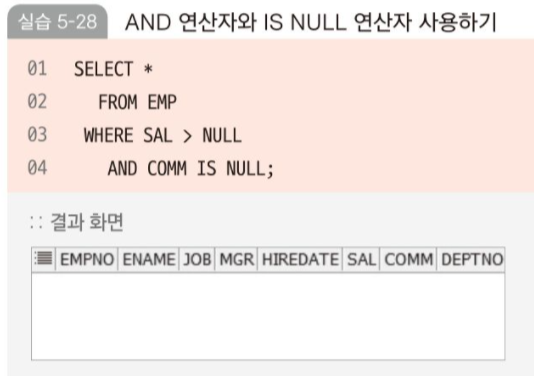 실습 5-28 AND 연산자와 IS NULL 연산자 사용하기
01 SELECT *
02 FROM EMP
03 WHERE SAL > NULL
04 AND COMM IS NULL;
:: 결과 화면
EMPNO ENAME JOB MGR HIREDATE SAL COMM DEPTNO